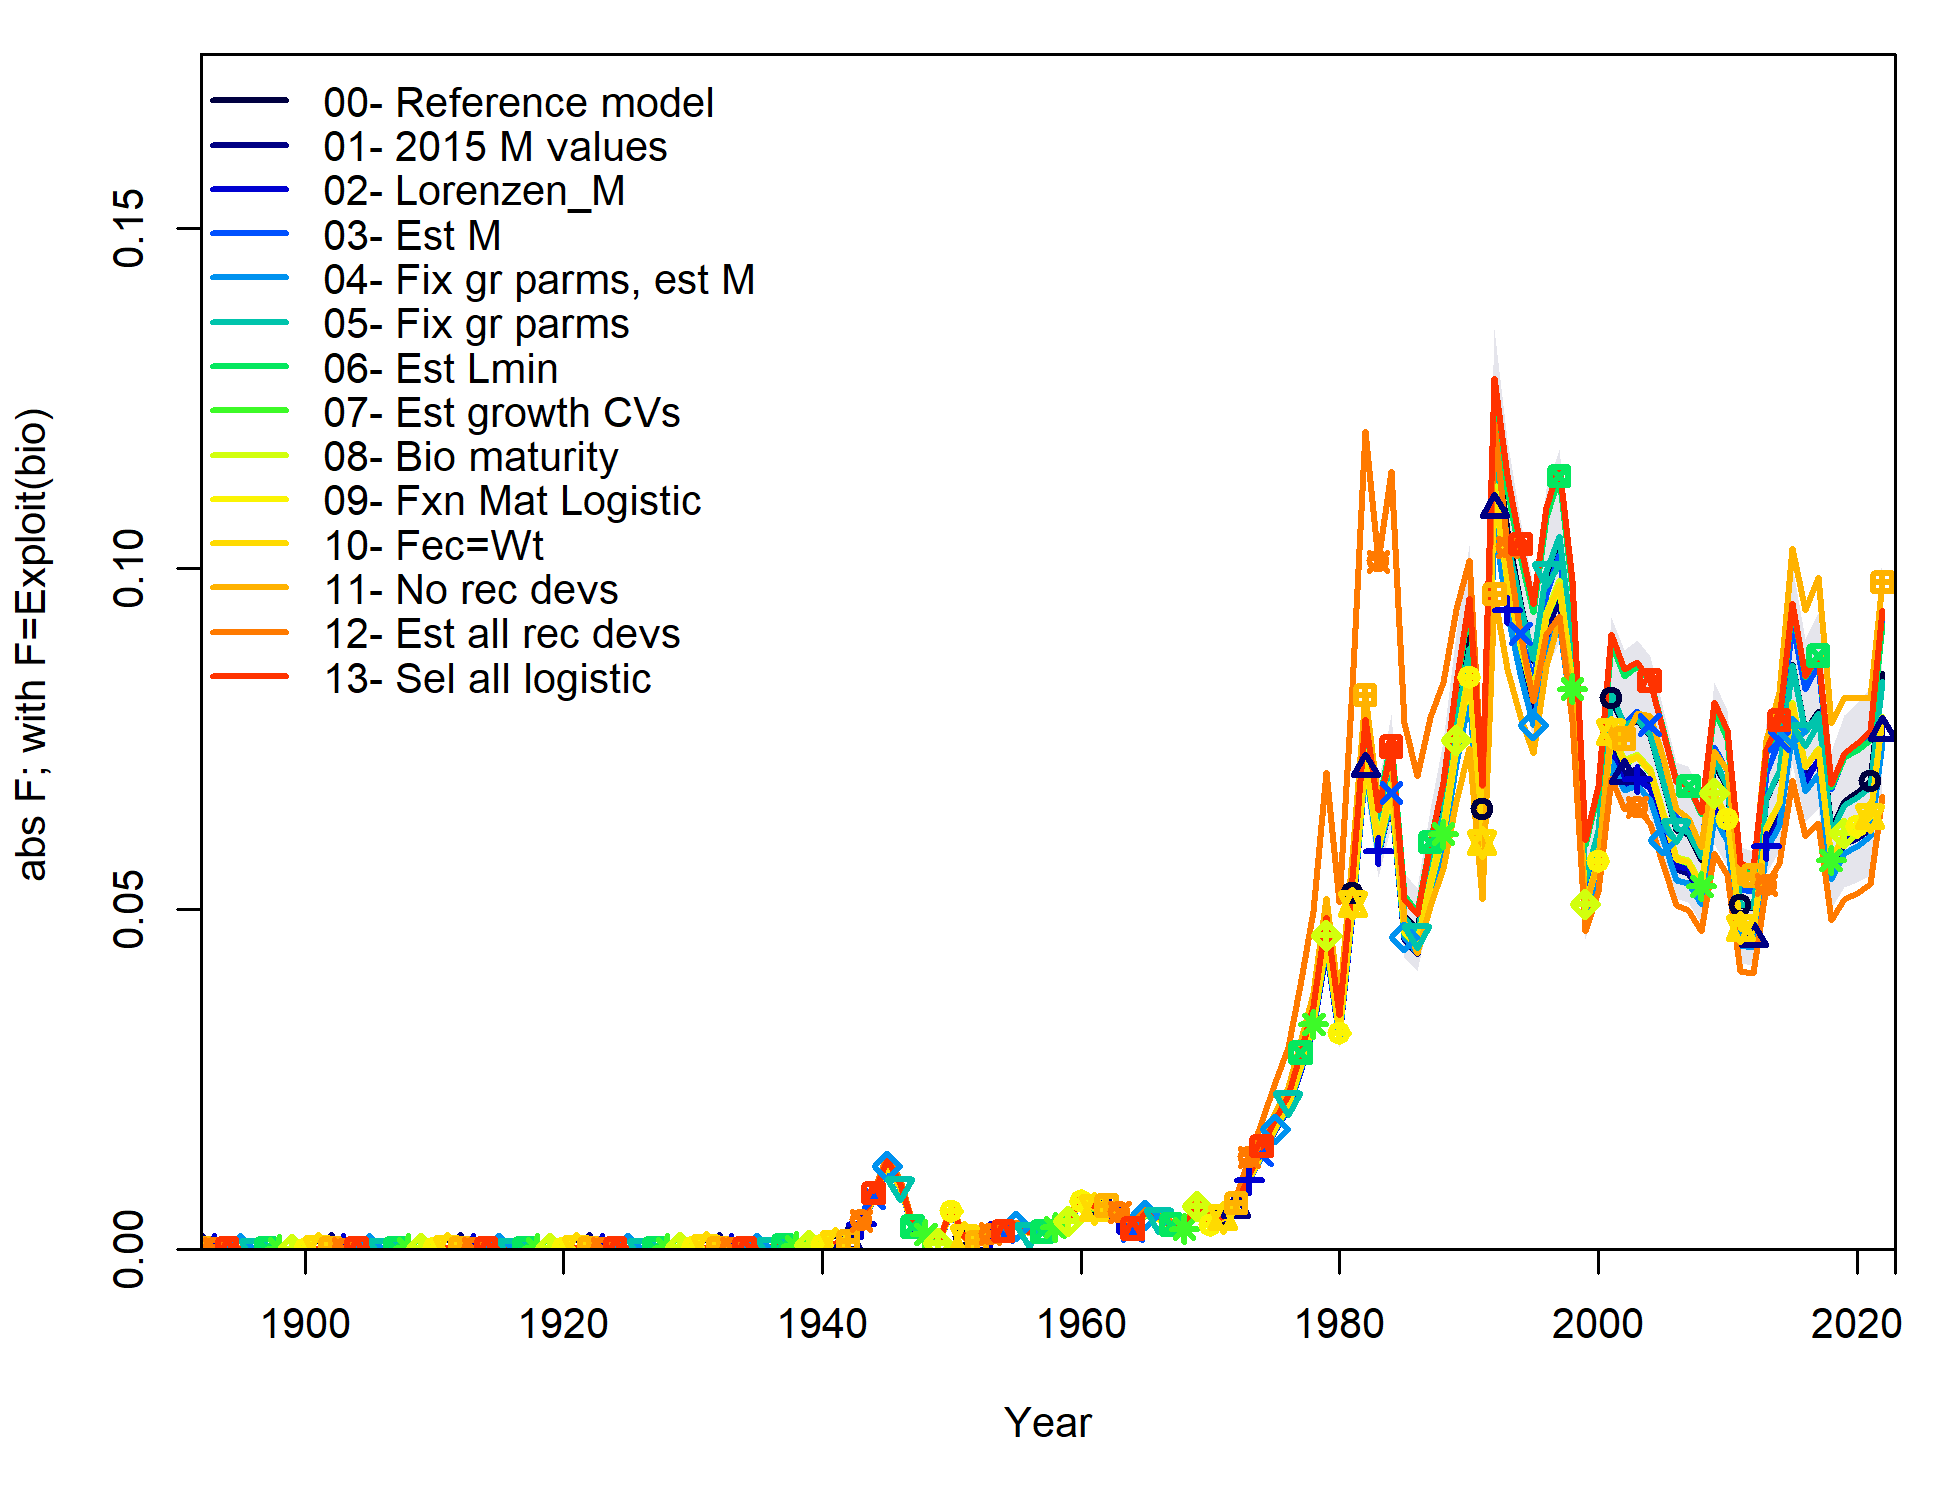 00- Reference model
01- 2015 M values
02- Lorenzen_M
03- Est M
04- Fix gr parms, est M
05- Fix gr parms
06- Est Lmin
07- Est growth CVs
08- Bio maturity
09- Fxn Mat Logistic
10- Fec=Wt
11- No rec devs
12- Est all rec devs
13- Sel all logistic
abs F; with F=Exploit(bio)
0.15
0.10
0.05
0.00
1900 1920 1940 1960 1980 2000 2020
Year